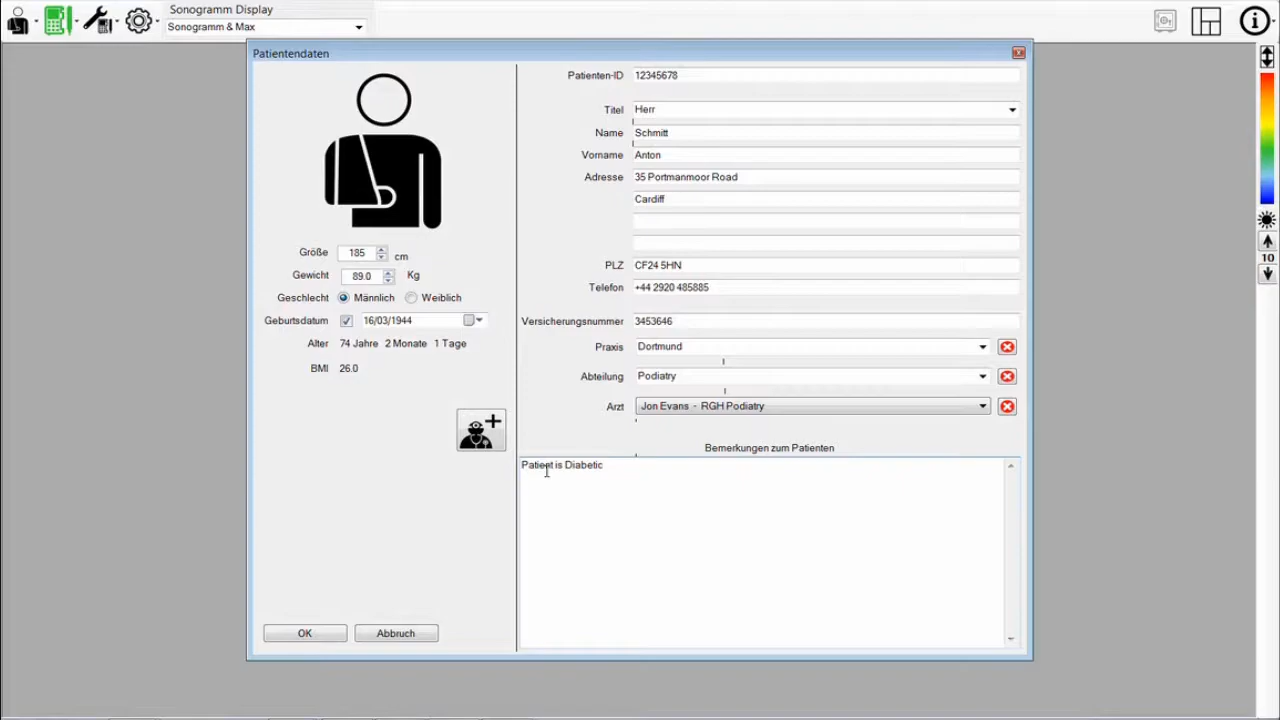 Sonogramm Display
Sonogramm & Max
Patientendaten
Größe 185 cm
Gewicht 89.0 Kg
Geschlecht Männlich Weiblich
Geburtsdatum 16/03/1944
Alter 74 Jahre 2 Monate 1 Tage
BMI 26.0
OK Abbruch
Patienten-ID 12345678
Titel Herr
Name Schmitt
Vorname Anton
Adresse 35 Portmanmoor Road
Cardiff
PLZ CF24 5HN
Telefon +44 2920 485885
Versicherungsnummer 3453646
Praxis Dortmund
Abteilung Podiatry
Arzt Jon Evans - RGH Podiatry
Bemerkungen zum Patienten
Patient is Diabetic
10